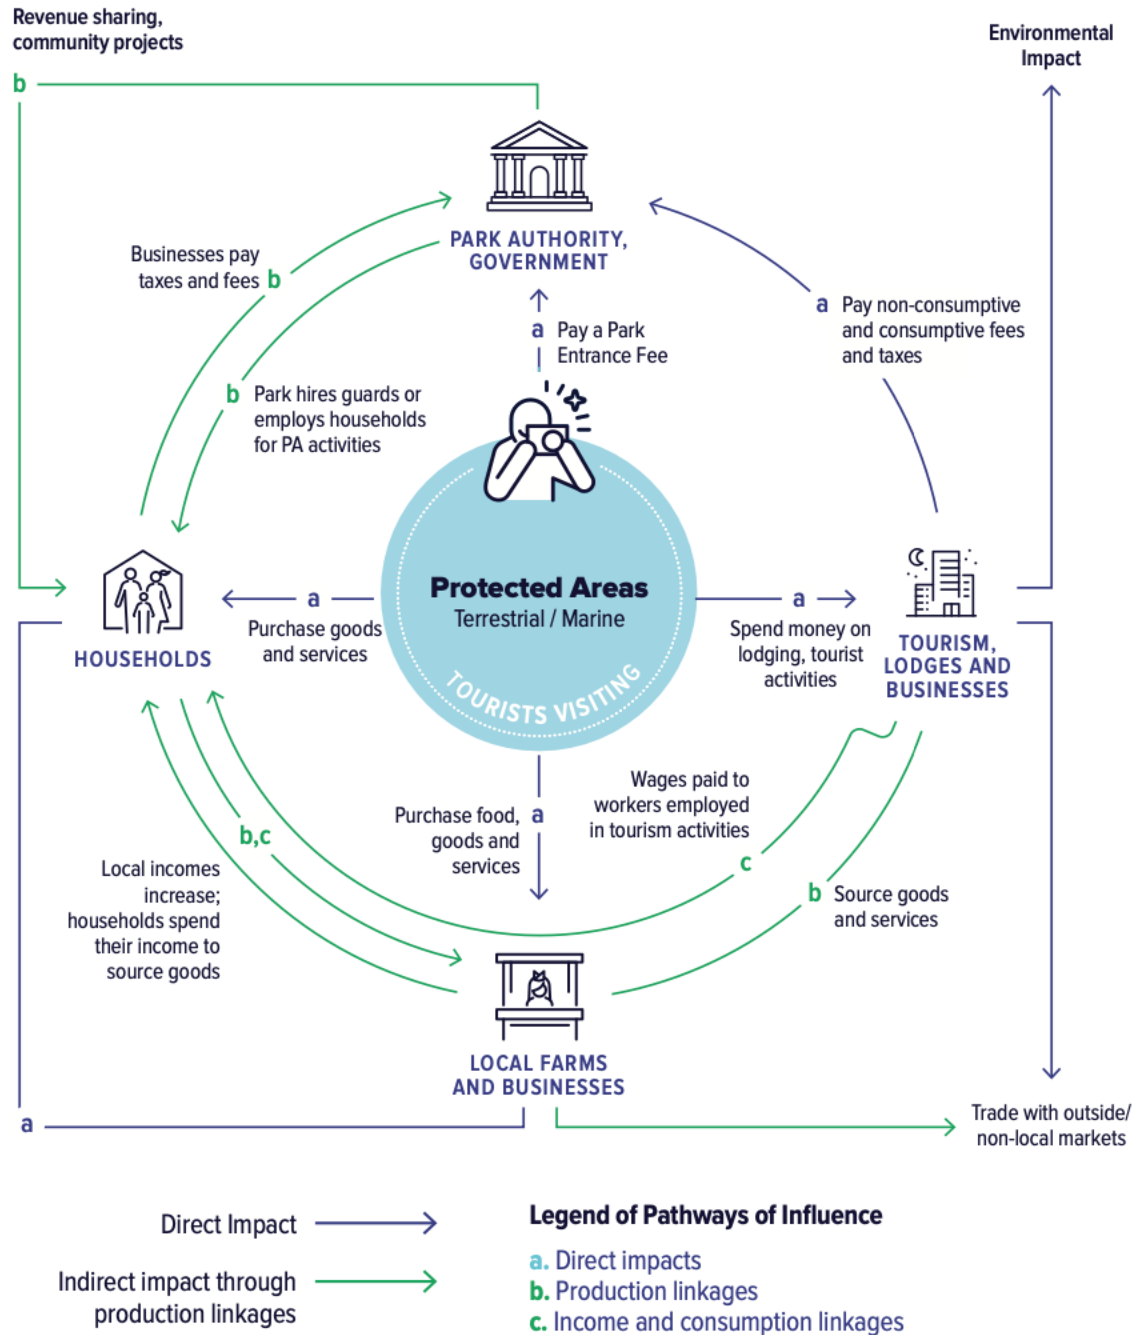 Revenue sharing,
community projects
Environmental
Impact
b
PARK AUTHORITY,
GOVERNMENT
Businesses pay
taxes and fees b
a Pay non-consumptive
and consumptive fees
and taxes
a Pay a Park
Entrance Fee
b Park hires guards or
employs households
for PA activities
Protected Areas
Terrestrial / Marine
TOURISTS VISITING
a
Purchase goods
and services
HOUSEHOLDS
a
Spend money on
lodging, tourist
activities
TOURISM,
LODGES AND
BUSINESSES
Purchase food, a
goods and
services
Wages paid to
workers employed
in tourism activities
c
b,c
Local incomes
increase;
households spend
their income to
source goods
b Source goods
and services
LOCAL FARMS
AND BUSINESSES
a
Trade with outside/
non-local markets
Direct Impact
Indirect impact through
production linkages
Legend of Pathways of Influence
a. Direct impacts
b. Production linkages
c. Income and consumption linkages